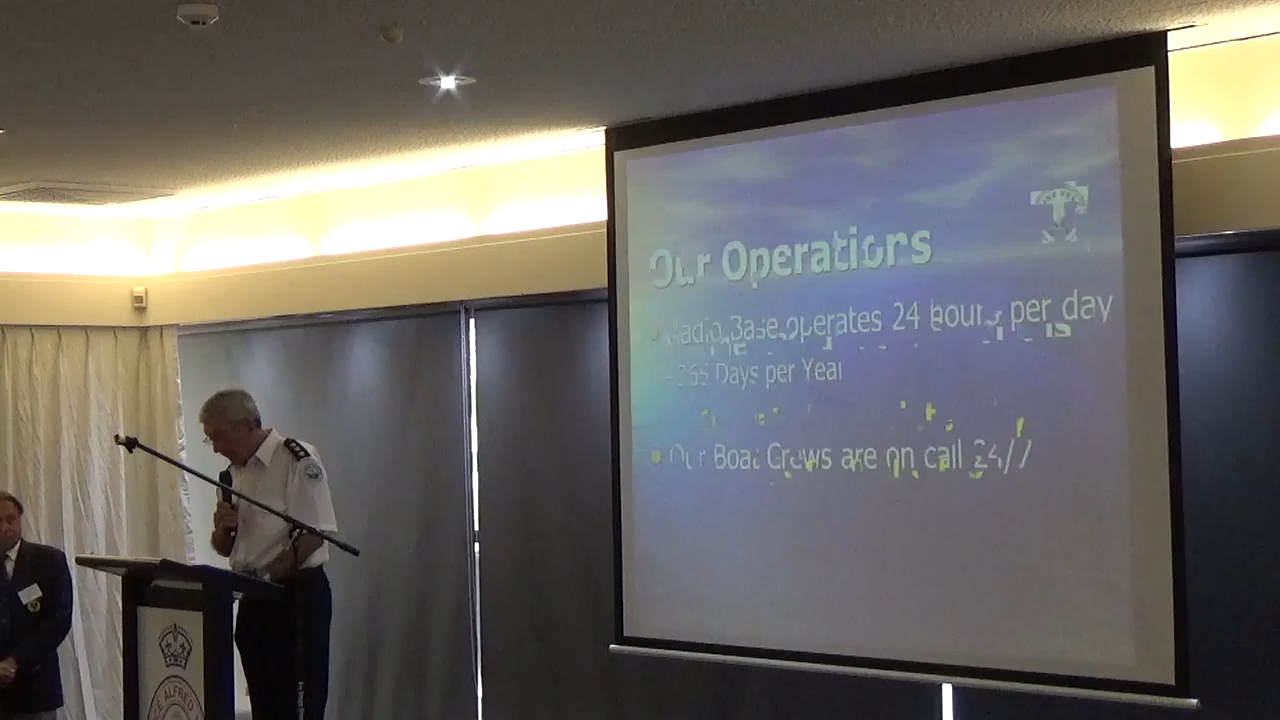 Our Operations
Radio Base operates 24 hours per day
- 365 Days per Year
Our Boat Crews are on call 24/7
ALFRED